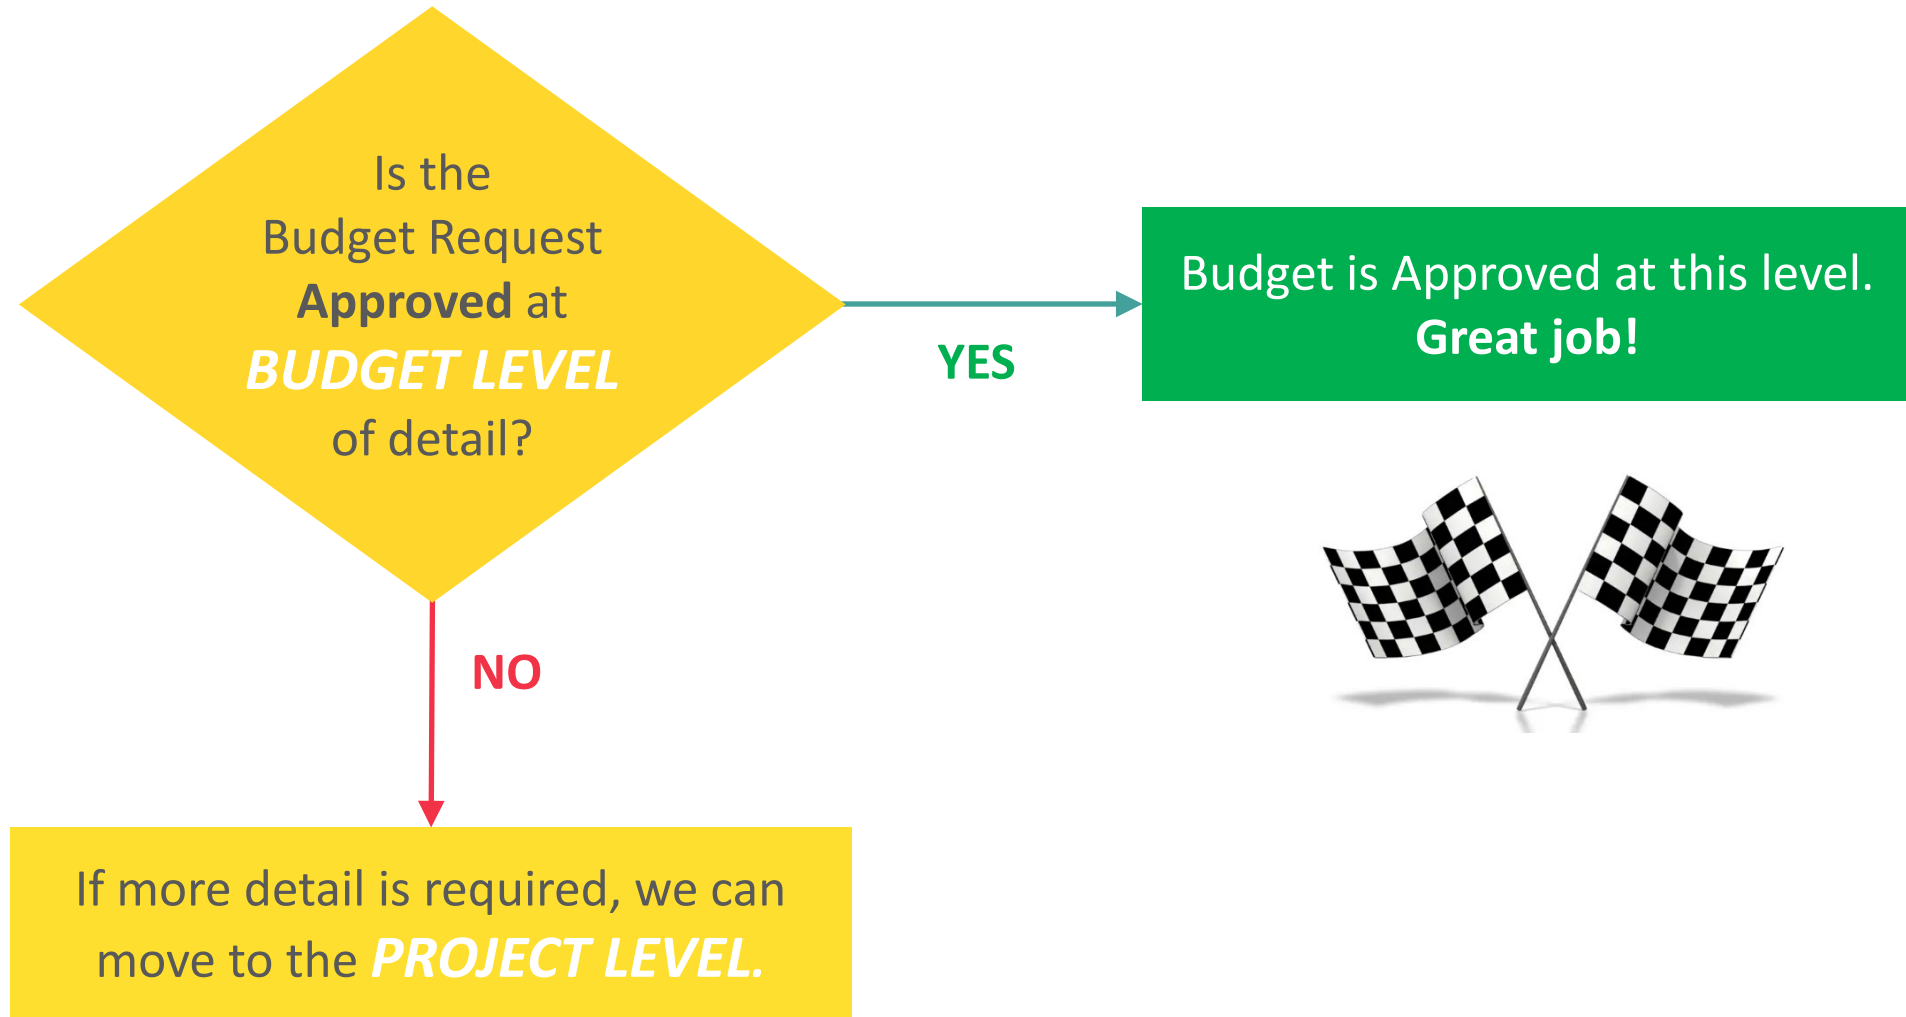 Is the
Budget Request
Approved at
BUDGET LEVEL
of detail?
YES
Budget is Approved at this level.
Great job!
NO
If more detail is required, we can
move to the PROJECT LEVEL.